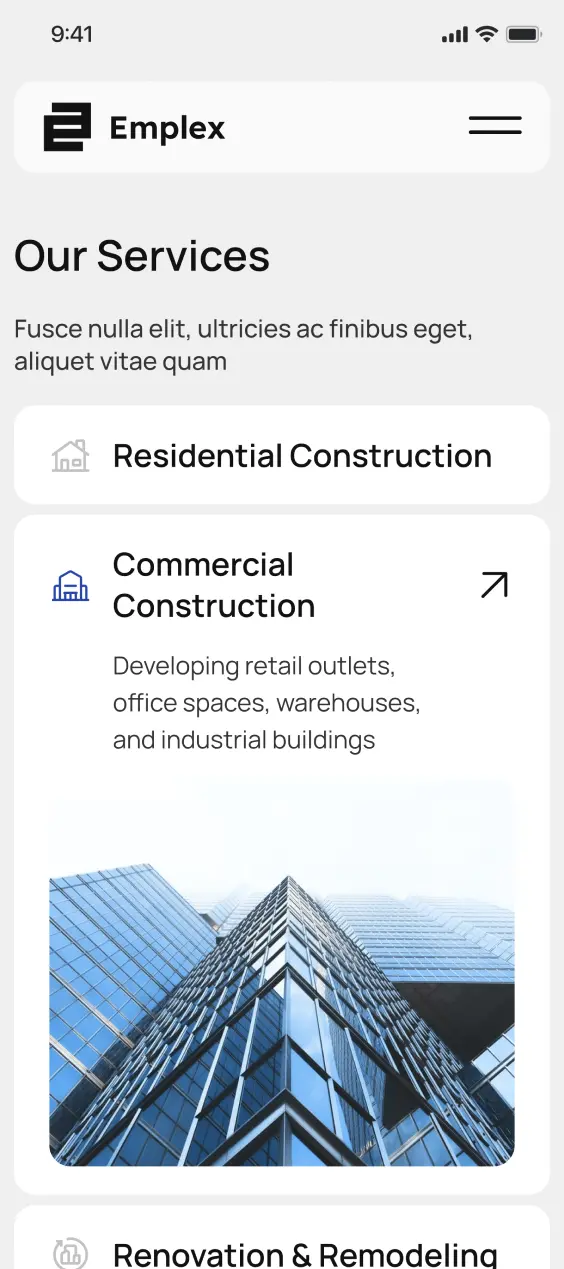 9:41
Emplex
Our Services
Fusce nulla elit, ultricies ac finibus eget,
aliquet vitae quam
Residential Construction
Commercial
Construction
Developing retail outlets,
office spaces, warehouses,
and industrial buildings
Renovation & Remodeling